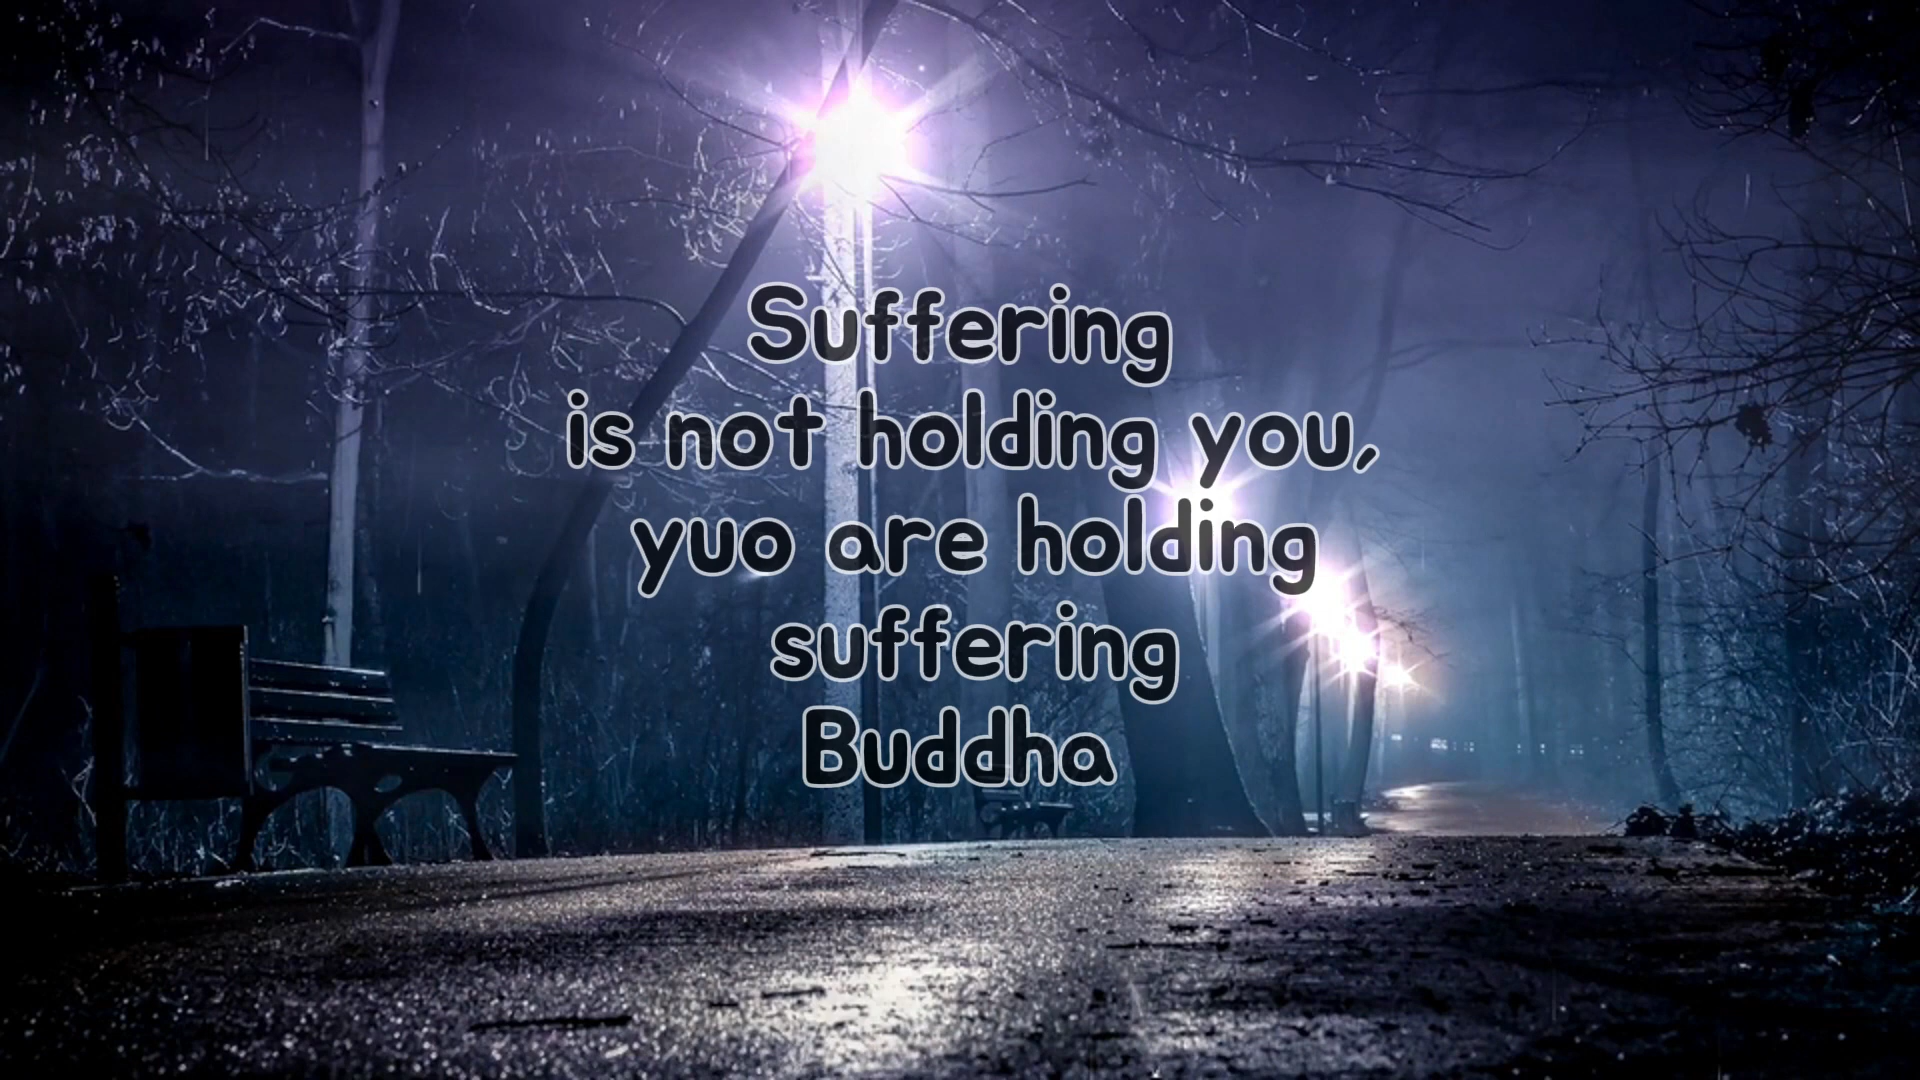 Suffering
is not holding you,
yuo are holding
suffering
Buddha